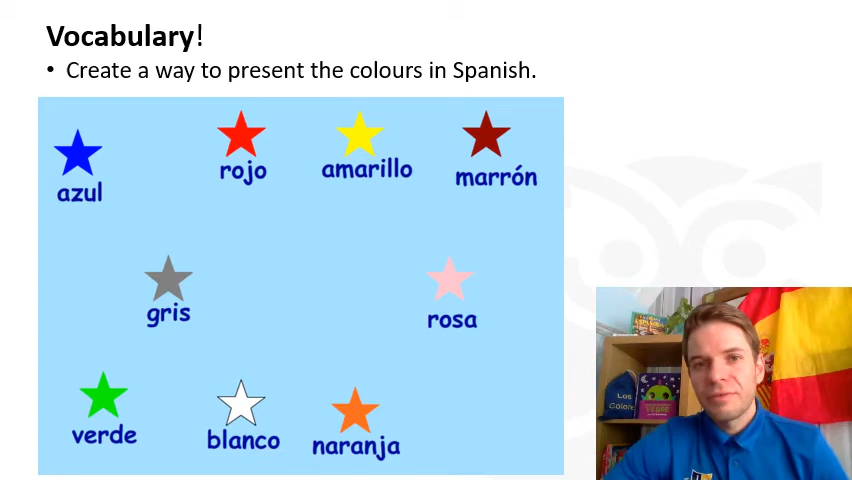 Vocabulary!
• Create a way to present the colours in Spanish.
azul
rojo
amarillo
marrón
gris
rosa
verde
blanco
naranja
Los
Colore
VERDE